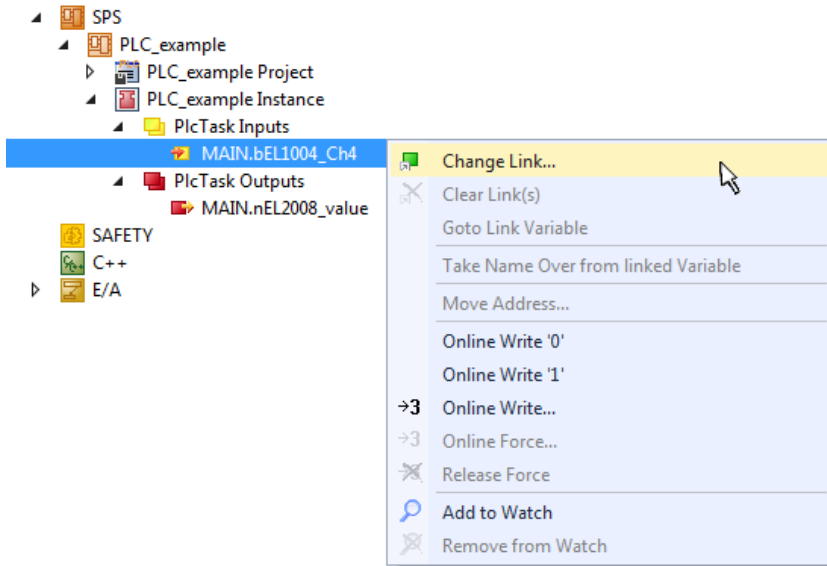 SPS
PLC_example
PLC_example Project
PLC_example Instance
PlcTask Inputs
MAIN.bEL1004_Ch4
PlcTask Outputs
MAIN.nEL2008_value
SAFETY
C++
E/A
Change Link...
Clear Link(s)
Goto Link Variable
Take Name Over from linked Variable
Move Address...
Online Write '0'
Online Write '1'
→3 Online Write...
→3 Online Force...
Release Force
Add to Watch
Remove from Watch